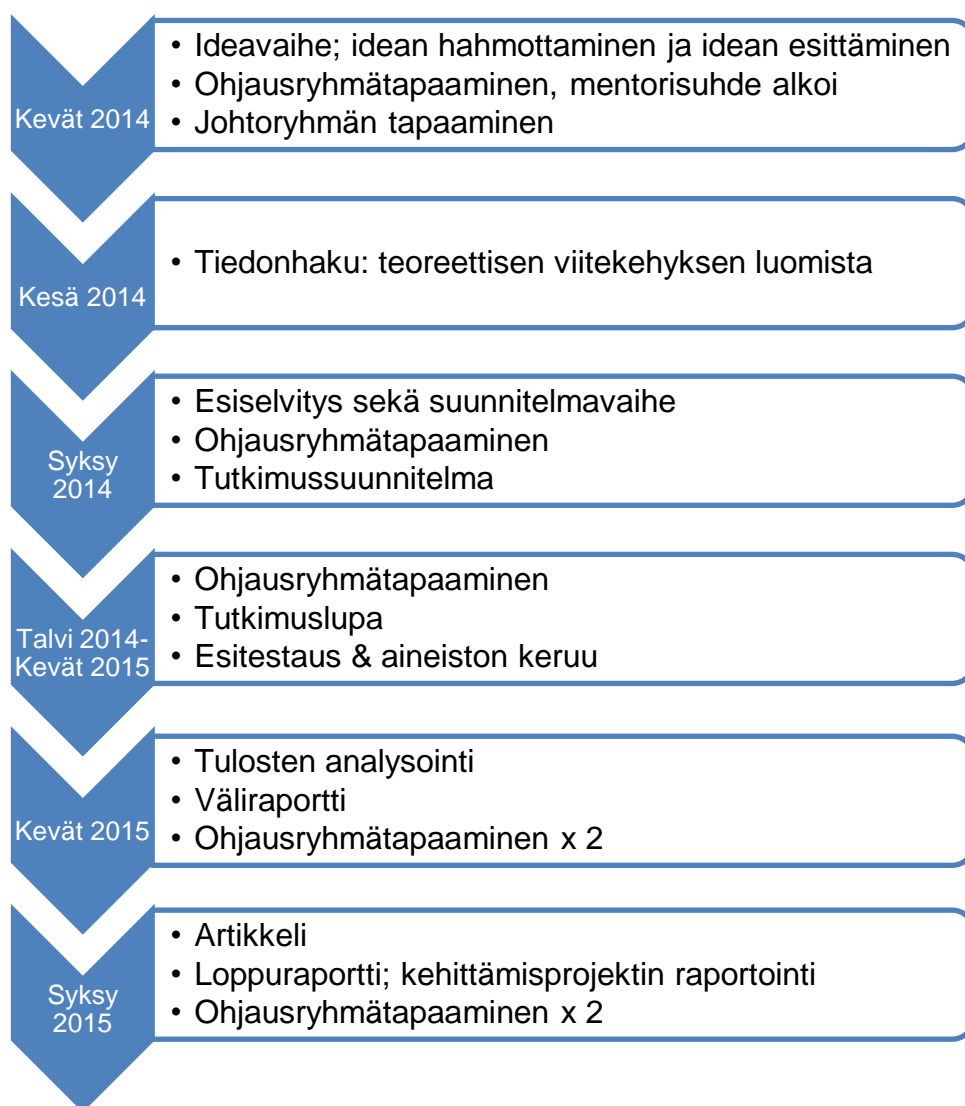 Kevät 2014
• Ideavaihe; idean hahmottaminen ja idean esittäminen
• Ohjausryhmätapaaminen, mentorisuhde alkoi
• Johtoryhmän tapaaminen
Kesä 2014
• Tiedonhaku: teoreettisen viitekehyksen luomista
Syksy
2014
• Esiselvitys sekä suunnitelmavaihe
• Ohjausryhmätapaaminen
• Tutkimussuunnitelma
Talvi 2014-
Kevät 2015
• Ohjausryhmätapaaminen
• Tutkimuslupa
• Esitestaus & aineiston keruu
Kevät 2015
• Tulosten analysointi
• Väliraportti
• Ohjausryhmätapaaminen x 2
Syksy
2015
• Artikkeli
• Loppuraportti; kehittämisprojektin raportointi
• Ohjausryhmätapaaminen x 2